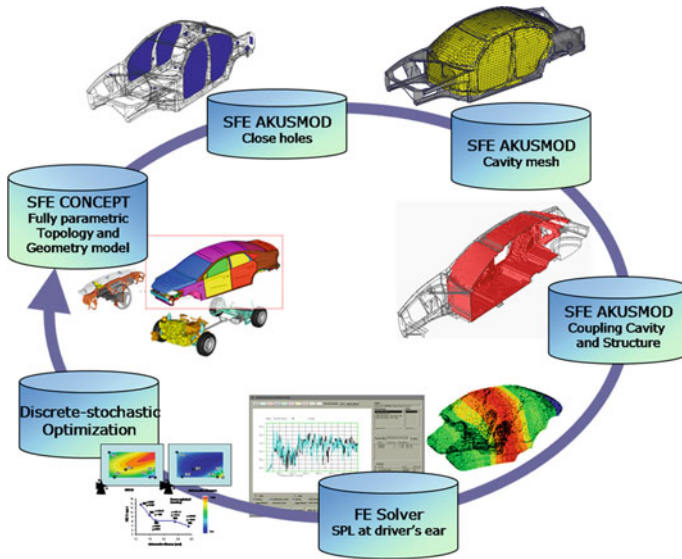 SFE AKUSMOD
Close holes
SFE AKUSMOD
Cavity mesh
SFE CONCEPT
Fully parametric
Topology and
Geometry model
SFE AKUSMOD
Coupling Cavity
and Structure
Discrete-stochastic
Optimization
FE Solver
SPL at driver's ear